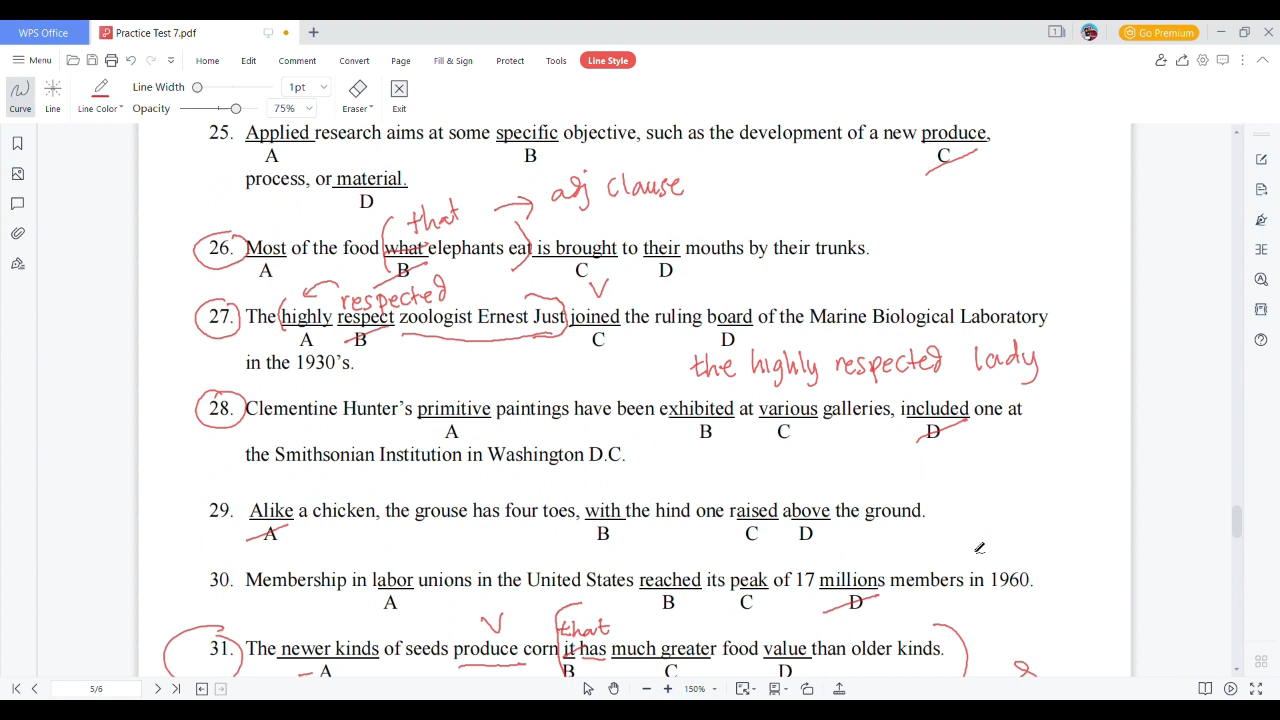 WPS Office
Practice Test 7.pdf
Go Premium
Menu
Home
Edit
Comment
Convert
Page
Fill & Sign
Protect
Tools
Line Style
Curve
Line
Line Color
Line Width
1pt
Opacity
75%
Eraser
Exit
25. Applied research aims at some specific objective, such as the development of a new produce,
A B C
process, or material.
D
adj clause
that
26. Most of the food what elephants eat is brought to their mouths by their trunks.
A B C D
respected V
27. The highly respect zoologist Ernest Just joined the ruling board of the Marine Biological Laboratory
A B C D
in the 1930's.
the highly respected lady
28. Clementine Hunter's primitive paintings have been exhibited at various galleries, included one at
A B C D
the Smithsonian Institution in Washington D.C.
29. Alike a chicken, the grouse has four toes, with the hind one raised above the ground.
A B C D
30. Membership in labor unions in the United States reached its peak of 17 millions members in 1960.
A B C D
V that
31. The newer kinds of seeds produce corn it has much greater food value than older kinds.
A B C D
5/6
150%